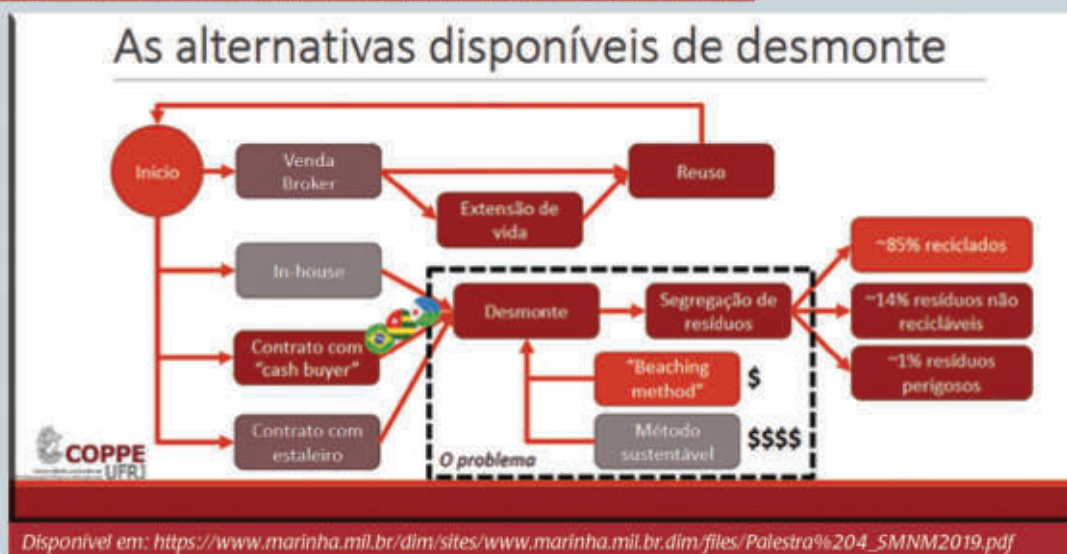 As alternativas disponíveis de desmonte
Início
Venda
Broker
Reuso
Extensão de
vida
~85% reciclados
In-house
Desmonte
Segregação de
resíduos
~14% resíduos não
recicláveis
Contrato com
"cash buyer"
"Beaching
method"
$
~1% resíduos
perigosos
Contrato com
estaleiro
Método
sustentável
$$$$
O problema
COPPE
UFRJ
Disponível em: https://www.marinha.mil.br/dim/sites/www.marinha.mil.br.dim/files/Palestra%204_SMNM2019.pdf